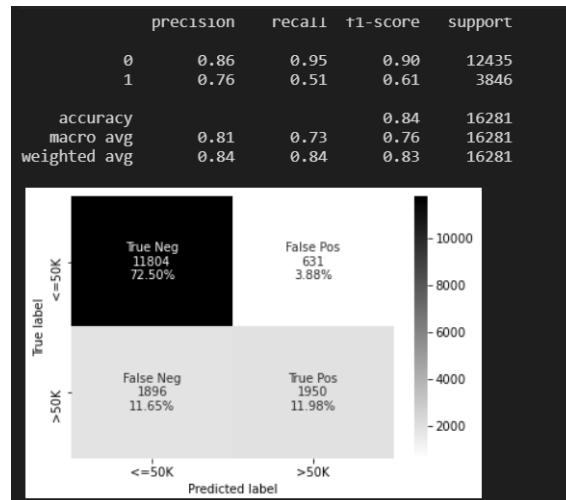 precision recall f1-score support
0 0.86 0.95 0.90 12435
1 0.76 0.51 0.61 3846
accuracy 0.84 16281
macro avg 0.81 0.73 0.76 16281
weighted avg 0.84 0.84 0.83 16281
True Neg
11804
72.50%
False Pos
631
3.88%
False Neg
1896
11.65%
True Pos
1950
11.98%
True label
<=50K
>50K
<=50K
>50K
Predicted label
10000
8000
6000
4000
2000